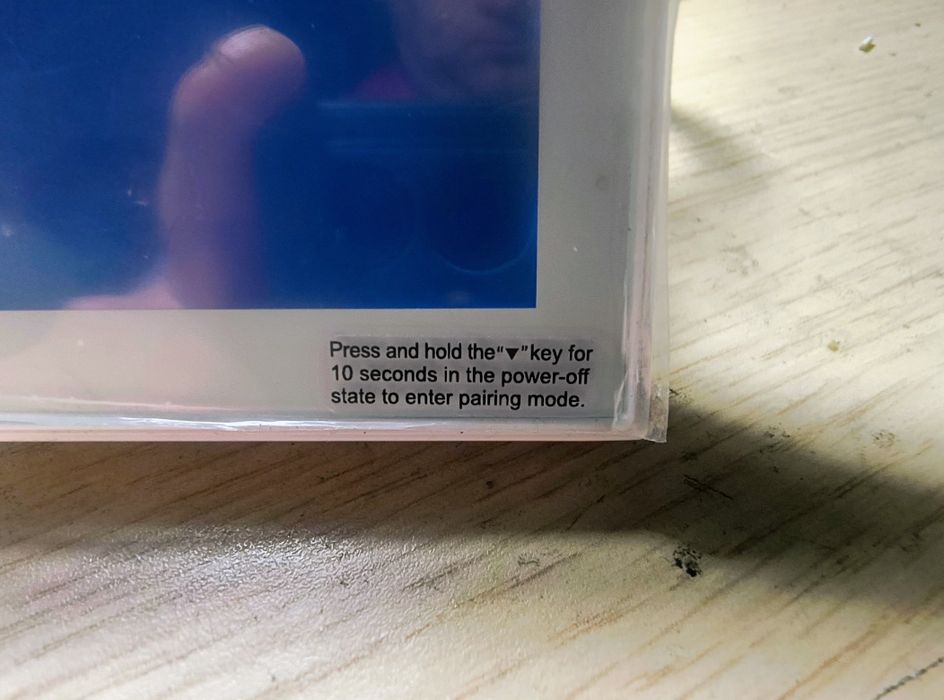 Press and hold the“▼”key for
10 seconds in the power-off
state to enter pairing mode.